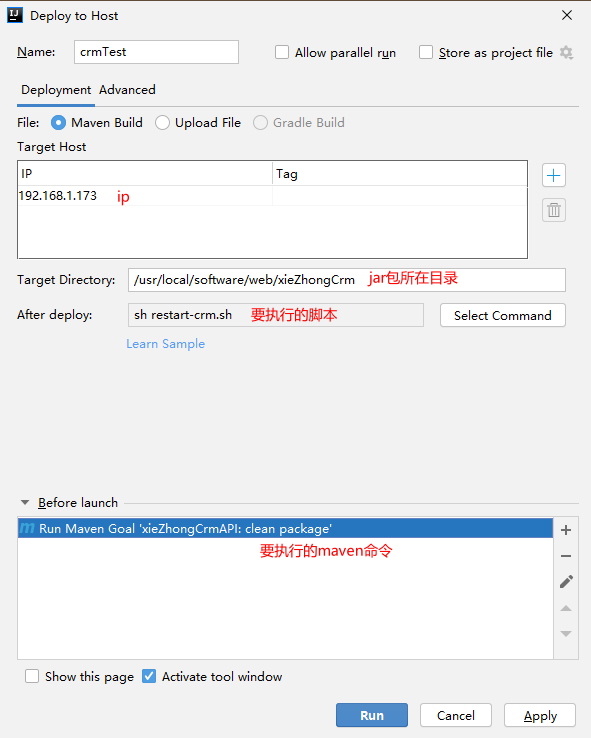 Deploy to Host
Name: crmTest Allow parallel run Store as project file
Deployment Advanced
File: Maven Build Upload File Gradle Build
Target Host
IP Tag
192.168.1.173 ip
Target Directory: /usr/local/software/web/xieZhongCrm jar包所在目录
After deploy: sh restart-crm.sh 要执行的脚本 Select Command
Learn Sample
Before launch
m Run Maven Goal 'xieZhongCrmAPI: clean package'
要执行的maven命令
Show this page Activate tool window
Run Cancel Apply